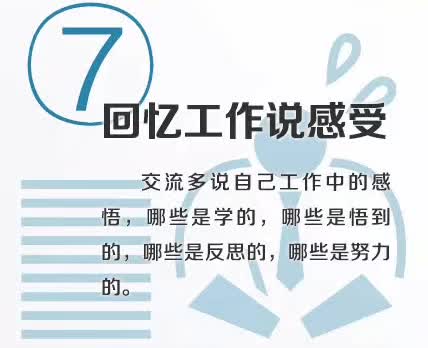 7
回忆工作说感受
交流多说自己工作中的感
悟，哪些是学的，哪些是悟到
的，哪些是反思的，哪些是努力
的。